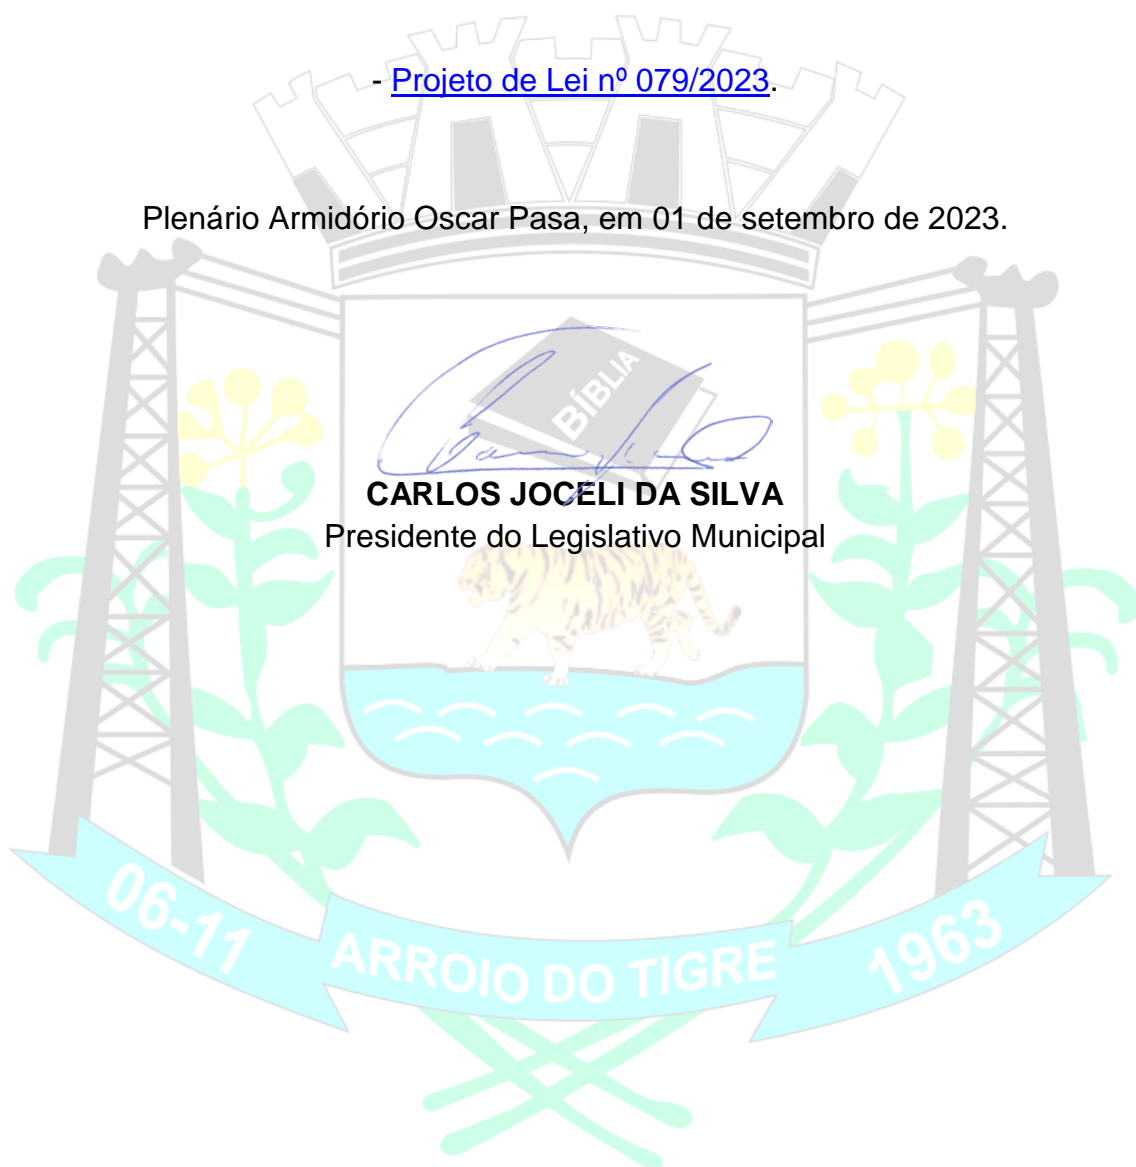 - Projeto de Lei nº 079/2023.
Plenário Armidório Oscar Pasa, em 01 de setembro de 2023.
BÍBLIA
CARLOS JOCELI DA SILVA
Presidente do Legislativo Municipal
06-11
ARROIO DO TIGRE
1963